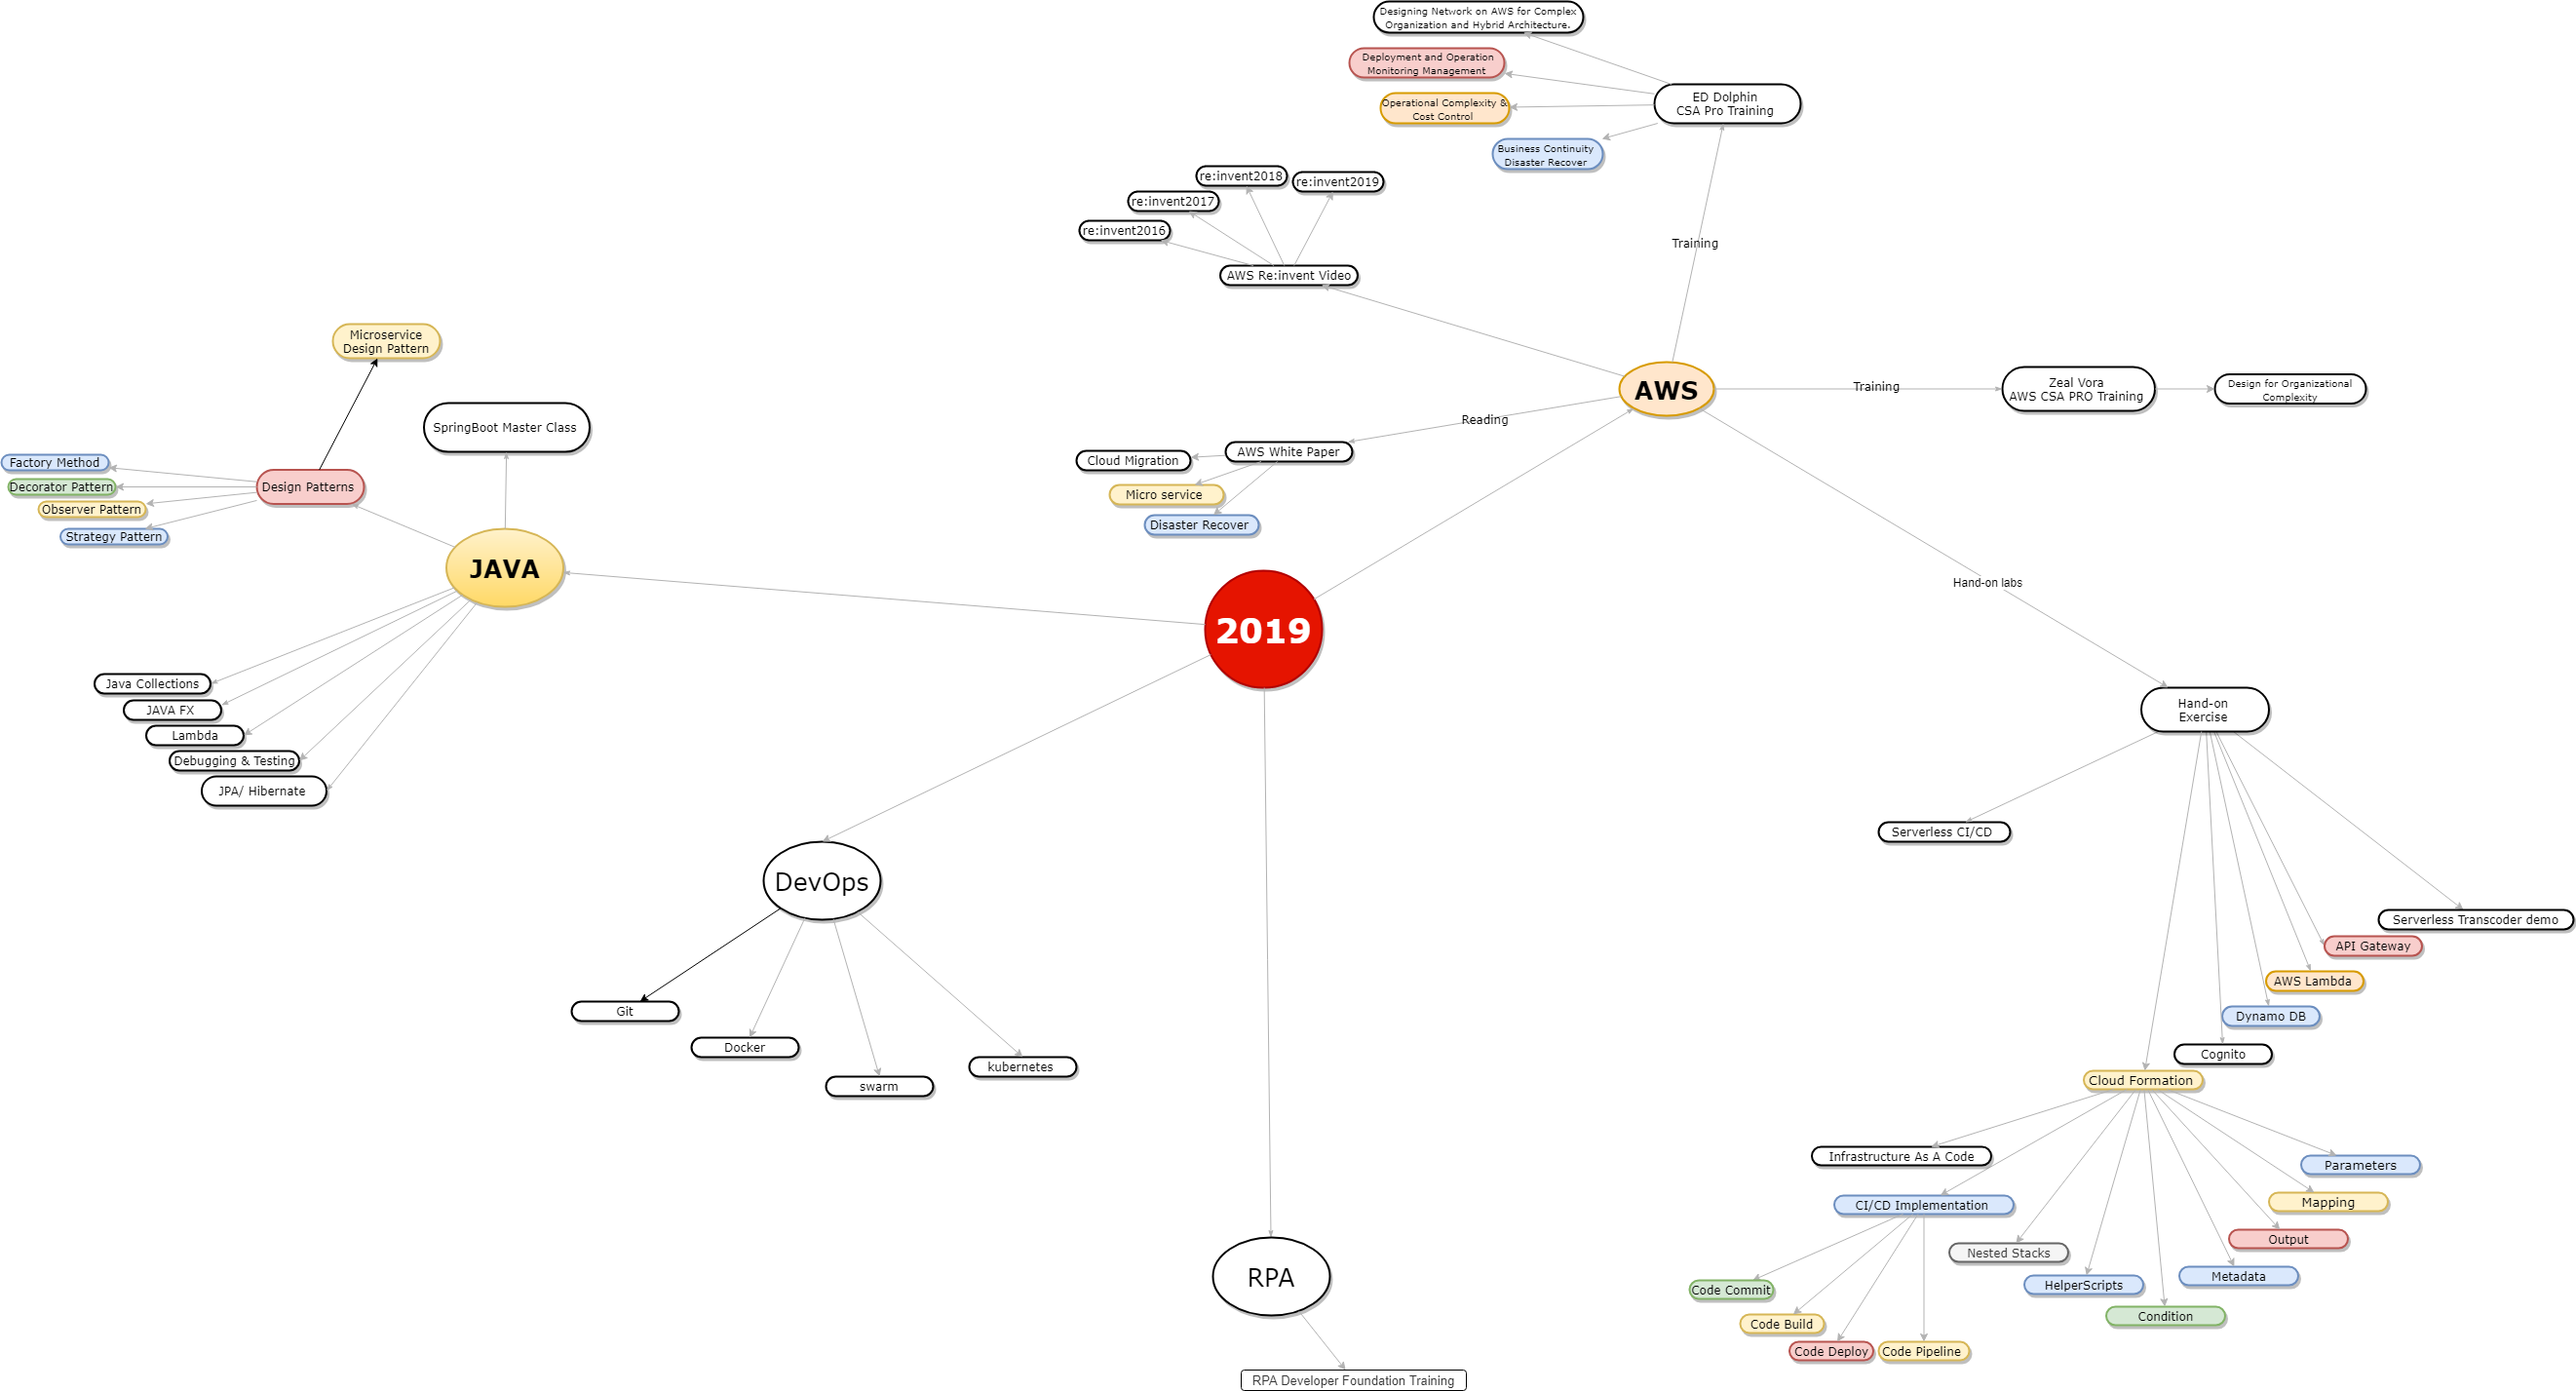 Designing Network on AWS for Complex
Organization and Hybrid Architecture.
Deployment and Operation
Monitoring Management
Operational Complexity &
Cost Control
Business Continuity
Disaster Recover
ED Dolphin
CSA Pro Training
re:invent2018
re:invent2019
re:invent2017
re:invent2016
AWS Re:invent Video
Training
AWS
Training
Zeal Vora
AWS CSA PRO Training
Design for Organizational
Complexity
Reading
AWS White Paper
Cloud Migration
Micro service
Disaster Recover
Microservice
Design Pattern
SpringBoot Master Class
Factory Method
Decorator Pattern
Observer Pattern
Strategy Pattern
Design Patterns
JAVA
2019
Hand-on labs
Java Collections
JAVA FX
Lambda
Debugging & Testing
JPA/ Hibernate
Hand-on
Exercise
Serverless CI/CD
Serverless Transcoder demo
API Gateway
AWS Lambda
Dynamo DB
Cognito
Cloud Formation
DevOps
Git
Docker
swarm
kubernetes
Infrastructure As A Code
CI/CD Implementation
Parameters
Mapping
Output
Metadata
Nested Stacks
HelperScripts
Condition
Code Commit
Code Build
Code Deploy
Code Pipeline
RPA
RPA Developer Foundation Training